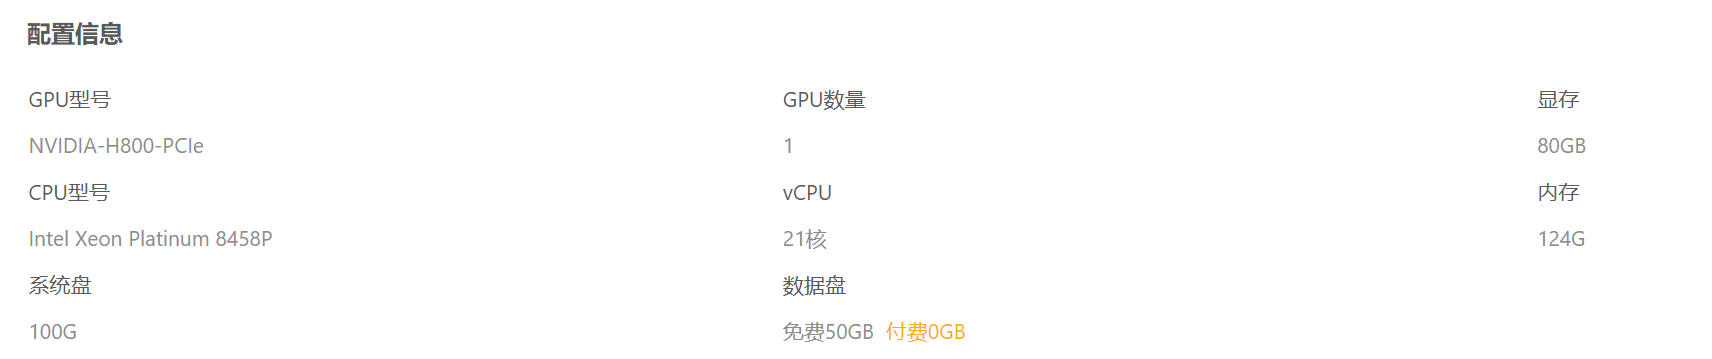 配置信息
GPU型号 GPU数量 显存
NVIDIA-H800-PCIe 1 80GB
CPU型号 vCPU 内存
Intel Xeon Platinum 8458P 21核 124G
系统盘 数据盘
100G 免费50GB 付费0GB